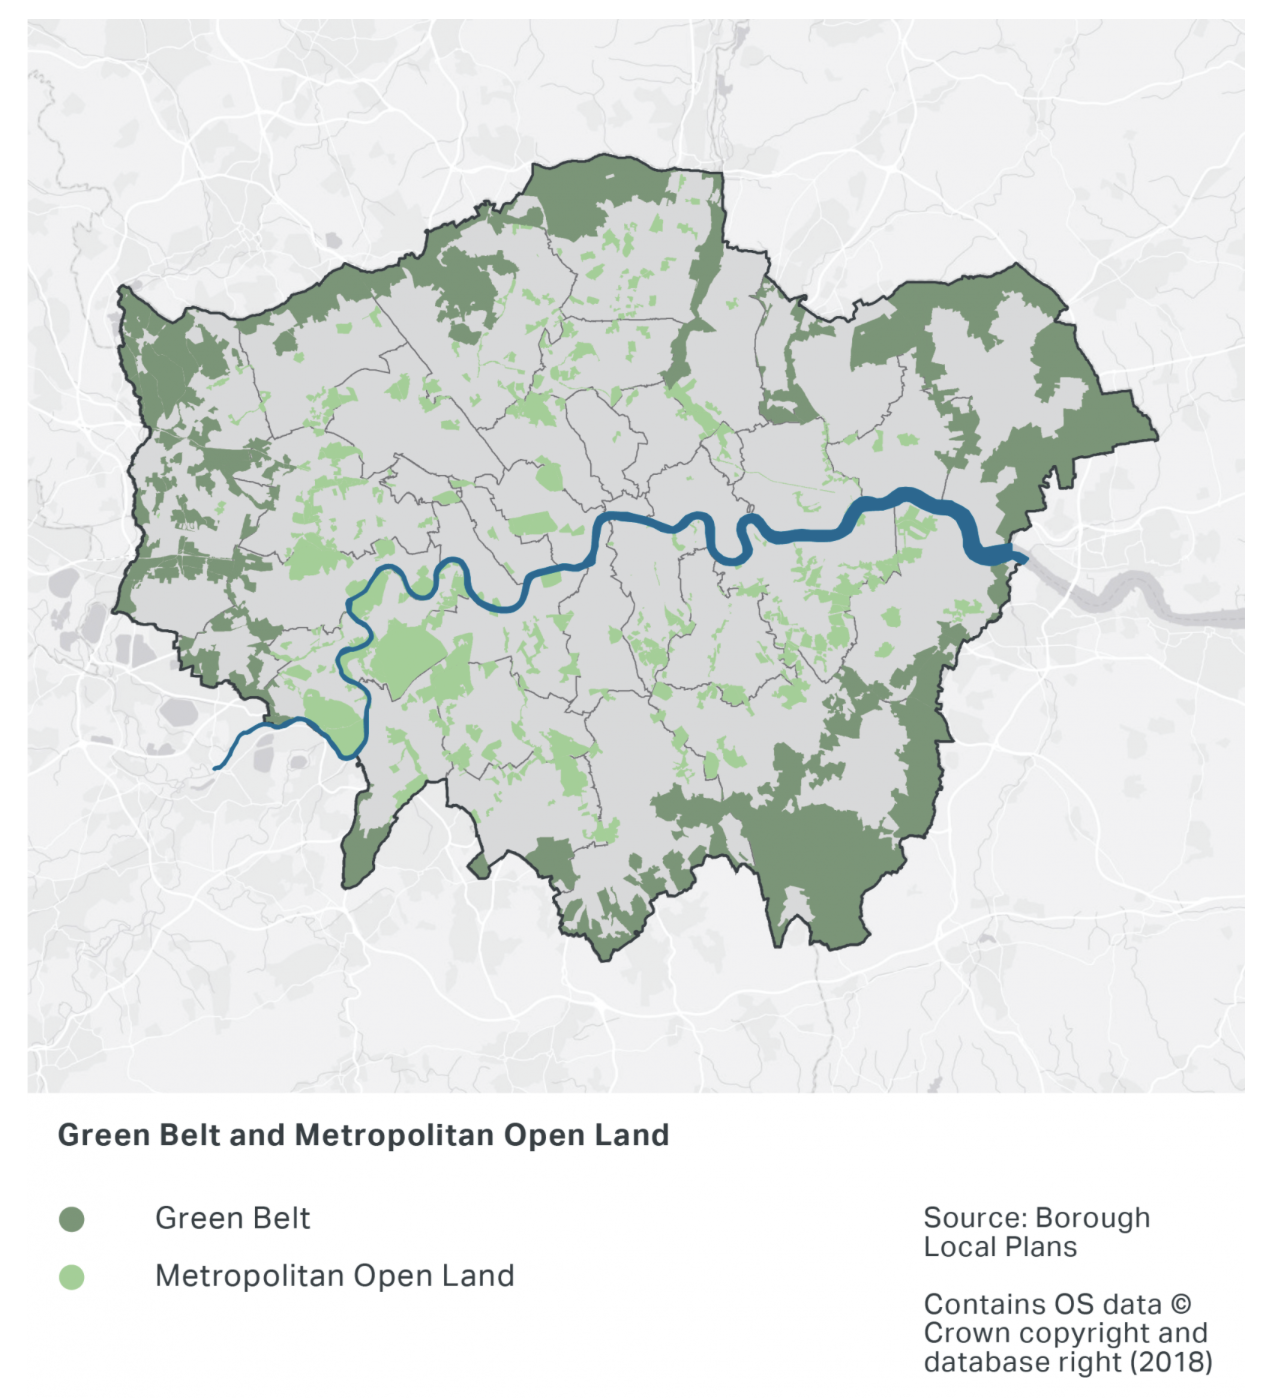 Green Belt and Metropolitan Open Land
Green Belt
Metropolitan Open Land
Source: Borough
Local Plans
Contains OS data ©
Crown copyright and
database right (2018)